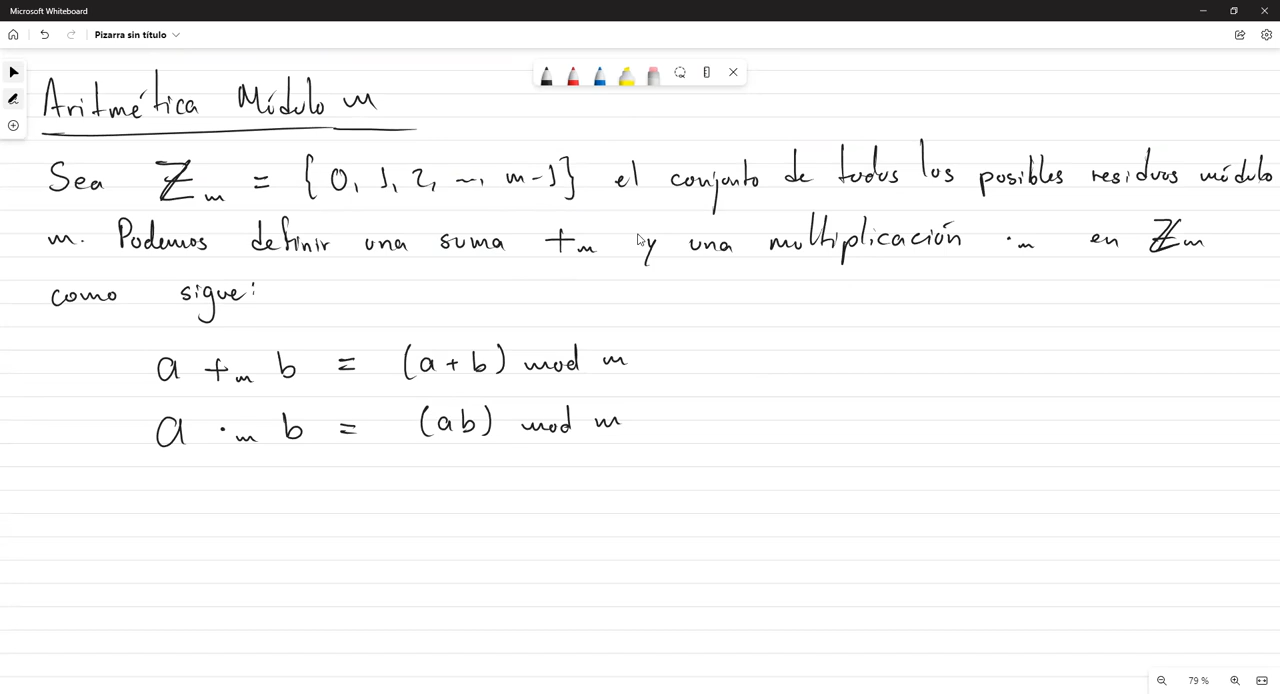 Microsoft Whiteboard
Pizarra sin título
Aritmética Módulo m
Sea ℤₘ = {0, 1, 2, ..., m-1} el conjunto de todos los posibles residuos módulo
m. Podemos definir una suma +ₘ y una multiplicación ·ₘ en ℤₘ
como sigue:
a +ₘ b = (a+b) mod m
a ·ₘ b = (ab) mod m
79 %